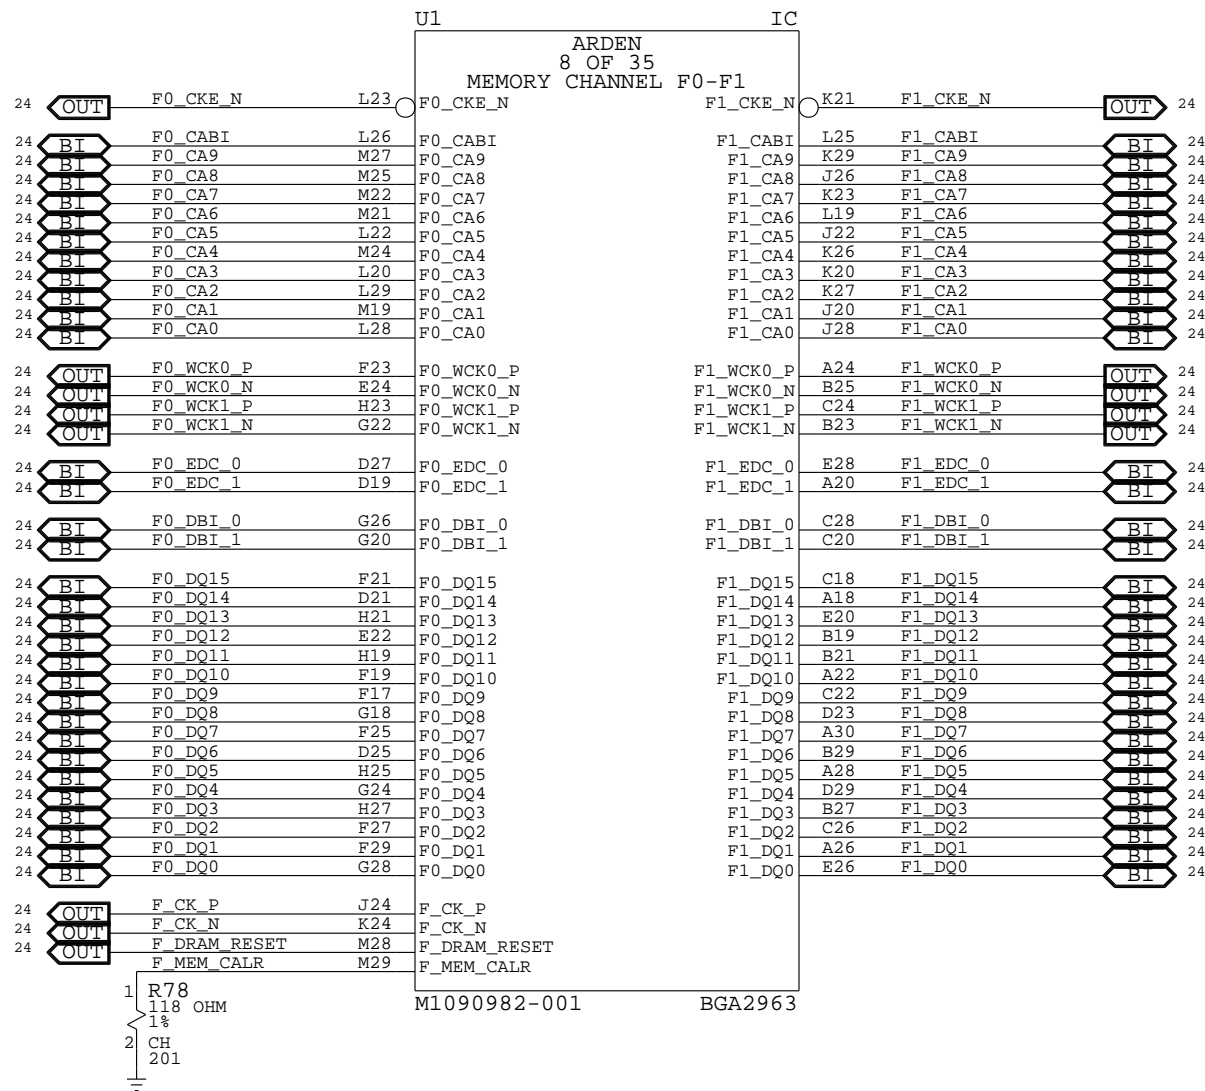 U1 IC
ARDEN
8 OF 35
MEMORY CHANNEL F0-F1
24 OUT F0_CKE_N L23 F0_CKE_N F1_CKE_N K21 F1_CKE_N OUT 24
24 BI F0_CABI L26 F0_CABI F1_CABI L25 F1_CABI BI 24
24 BI F0_CA9 M27 F0_CA9 F1_CA9 K29 F1_CA9 BI 24
24 BI F0_CA8 M25 F0_CA8 F1_CA8 J26 F1_CA8 BI 24
24 BI F0_CA7 M22 F0_CA7 F1_CA7 K23 F1_CA7 BI 24
24 BI F0_CA6 M21 F0_CA6 F1_CA6 L19 F1_CA6 BI 24
24 BI F0_CA5 L22 F0_CA5 F1_CA5 J22 F1_CA5 BI 24
24 BI F0_CA4 M24 F0_CA4 F1_CA4 K26 F1_CA4 BI 24
24 BI F0_CA3 L20 F0_CA3 F1_CA3 K20 F1_CA3 BI 24
24 BI F0_CA2 L29 F0_CA2 F1_CA2 K27 F1_CA2 BI 24
24 BI F0_CA1 M19 F0_CA1 F1_CA1 J20 F1_CA1 BI 24
24 BI F0_CA0 L28 F0_CA0 F1_CA0 J28 F1_CA0 BI 24
24 OUT F0_WCK0_P F23 F0_WCK0_P F1_WCK0_P A24 F1_WCK0_P OUT 24
24 OUT F0_WCK0_N E24 F0_WCK0_N F1_WCK0_N B25 F1_WCK0_N OUT 24
24 OUT F0_WCK1_P H23 F0_WCK1_P F1_WCK1_P C24 F1_WCK1_P OUT 24
24 OUT F0_WCK1_N G22 F0_WCK1_N F1_WCK1_N B23 F1_WCK1_N OUT 24
24 BI F0_EDC_0 D27 F0_EDC_0 F1_EDC_0 E28 F1_EDC_0 BI 24
24 BI F0_EDC_1 D19 F0_EDC_1 F1_EDC_1 A20 F1_EDC_1 BI 24
24 BI F0_DBI_0 G26 F0_DBI_0 F1_DBI_0 C28 F1_DBI_0 BI 24
24 BI F0_DBI_1 G20 F0_DBI_1 F1_DBI_1 C20 F1_DBI_1 BI 24
24 BI F0_DQ15 F21 F0_DQ15 F1_DQ15 C18 F1_DQ15 BI 24
24 BI F0_DQ14 D21 F0_DQ14 F1_DQ14 A18 F1_DQ14 BI 24
24 BI F0_DQ13 H21 F0_DQ13 F1_DQ13 E20 F1_DQ13 BI 24
24 BI F0_DQ12 E22 F0_DQ12 F1_DQ12 B19 F1_DQ12 BI 24
24 BI F0_DQ11 H19 F0_DQ11 F1_DQ11 B21 F1_DQ11 BI 24
24 BI F0_DQ10 F19 F0_DQ10 F1_DQ10 A22 F1_DQ10 BI 24
24 BI F0_DQ9 F17 F0_DQ9 F1_DQ9 C22 F1_DQ9 BI 24
24 BI F0_DQ8 G18 F0_DQ8 F1_DQ8 D23 F1_DQ8 BI 24
24 BI F0_DQ7 F25 F0_DQ7 F1_DQ7 A30 F1_DQ7 BI 24
24 BI F0_DQ6 D25 F0_DQ6 F1_DQ6 B29 F1_DQ6 BI 24
24 BI F0_DQ5 H25 F0_DQ5 F1_DQ5 A28 F1_DQ5 BI 24
24 BI F0_DQ4 G24 F0_DQ4 F1_DQ4 D29 F1_DQ4 BI 24
24 BI F0_DQ3 H27 F0_DQ3 F1_DQ3 B27 F1_DQ3 BI 24
24 BI F0_DQ2 F27 F0_DQ2 F1_DQ2 C26 F1_DQ2 BI 24
24 BI F0_DQ1 F29 F0_DQ1 F1_DQ1 A26 F1_DQ1 BI 24
24 BI F0_DQ0 G28 F0_DQ0 F1_DQ0 E26 F1_DQ0 BI 24
24 OUT F_CK_P J24 F_CK_P
24 OUT F_CK_N K24 F_CK_N
24 OUT F_DRAM_RESET M28 F_DRAM_RESET
F_MEM_CALR M29 F_MEM_CALR
M1090982-001 BGA2963
1 R78
118 OHM
1%
2 CH
201